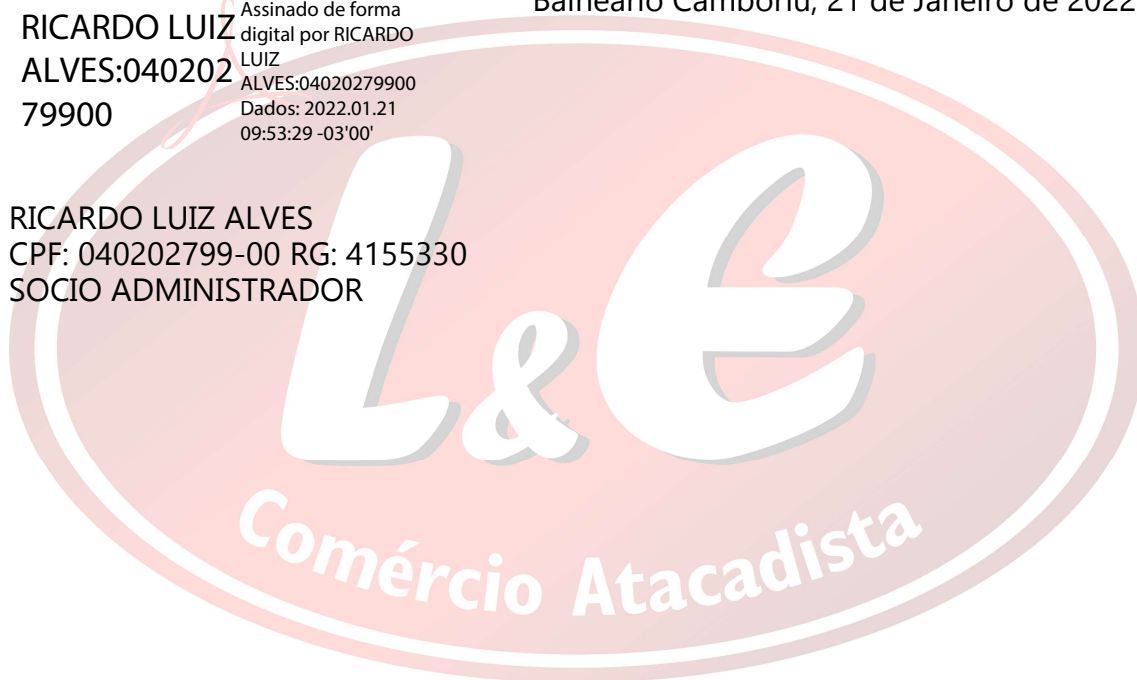 Balneário Camboriú, 21 de Janeiro de 2022
RICARDO LUIZ
ALVES:040202
79900
Assinado de forma
digital por RICARDO
LUIZ
ALVES:04020279900
Dados: 2022.01.21
09:53:29 -03'00'
RICARDO LUIZ ALVES
CPF: 040202799-00 RG: 4155330
SOCIO ADMINISTRADOR
L&E
Comércio Atacadista